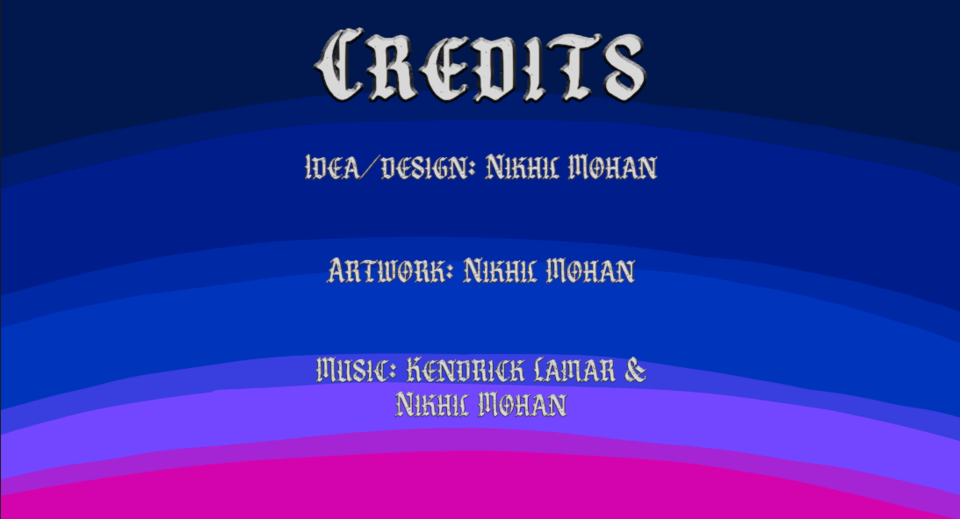 Credits
Idea/design: Nikhil Mohan
Artwork: Nikhil Mohan
Music: Kendrick Lamar &
Nikhil Mohan